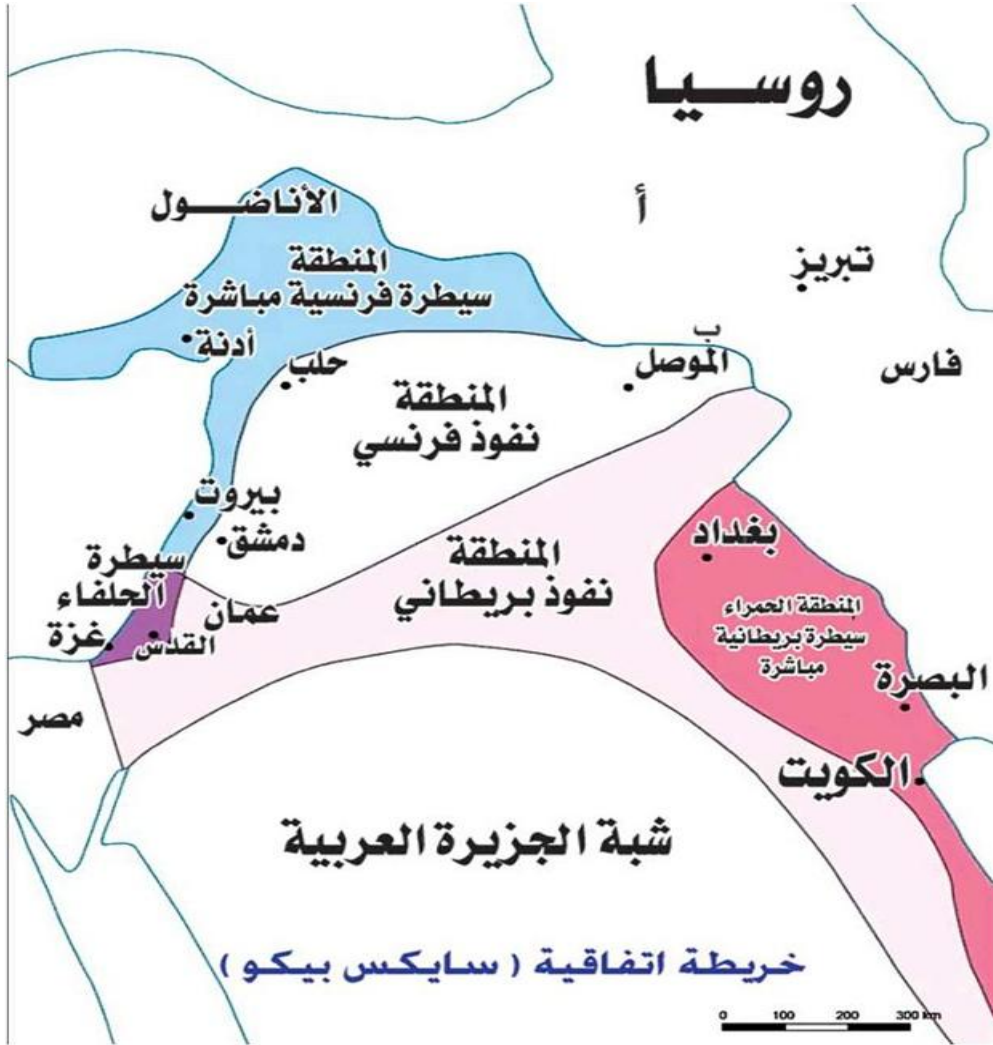 روسيا
أ
الأناضول
المنطقة
سيطرة فرنسية مباشرة
تبريز
أدنة
حلب
ب
الموصل
فارس
المنطقة
نفوذ فرنسي
بيروت
دمشق
بغداد
المنطقة
نفوذ بريطاني
سيطرة
الحلفاء
عمان
غزة
القدس
المنطقة الحمراء
سيطرة بريطانية
مباشرة
البصرة
مصر
الكويت
شبة الجزيرة العربية
خريطة اتفاقية ( سايكس بيكو )
0 100 200 300 km